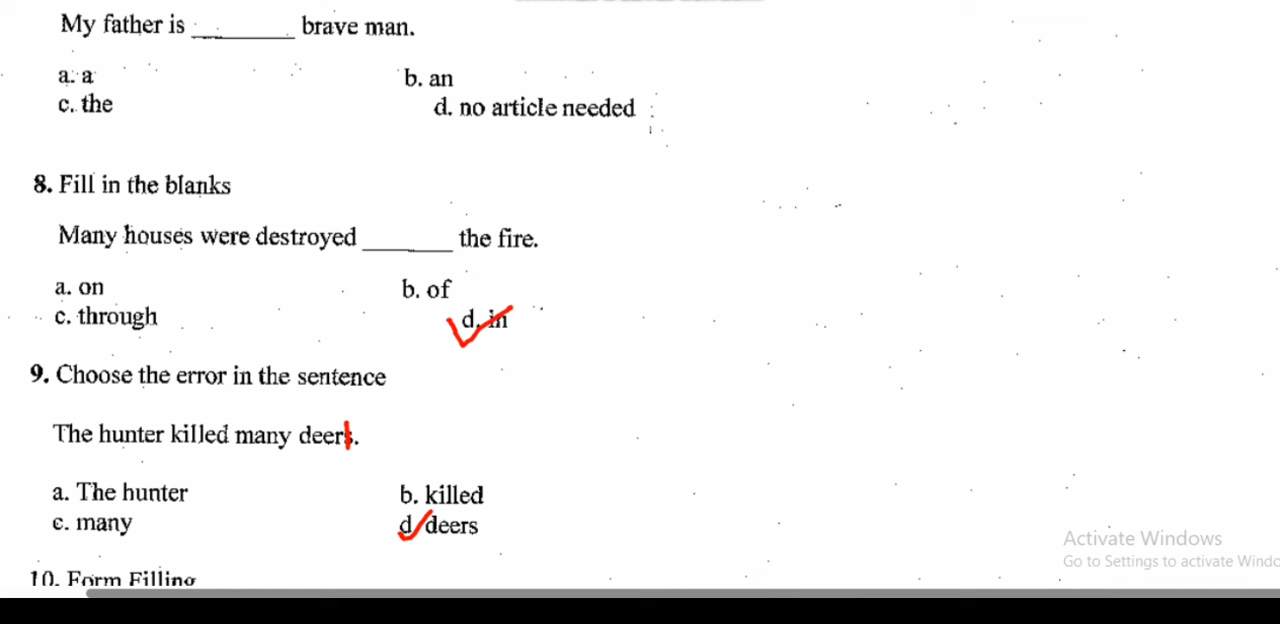 My father is ________ brave man.
a. a b. an
c. the d. no article needed
8. Fill in the blanks
Many houses were destroyed _______ the fire.
a. on b. of
c. through d. in
9. Choose the error in the sentence
The hunter killed many deers.
a. The hunter b. killed
c. many d. deers
Activate Windows
Go to Settings to activate Windo
10. Form Filling